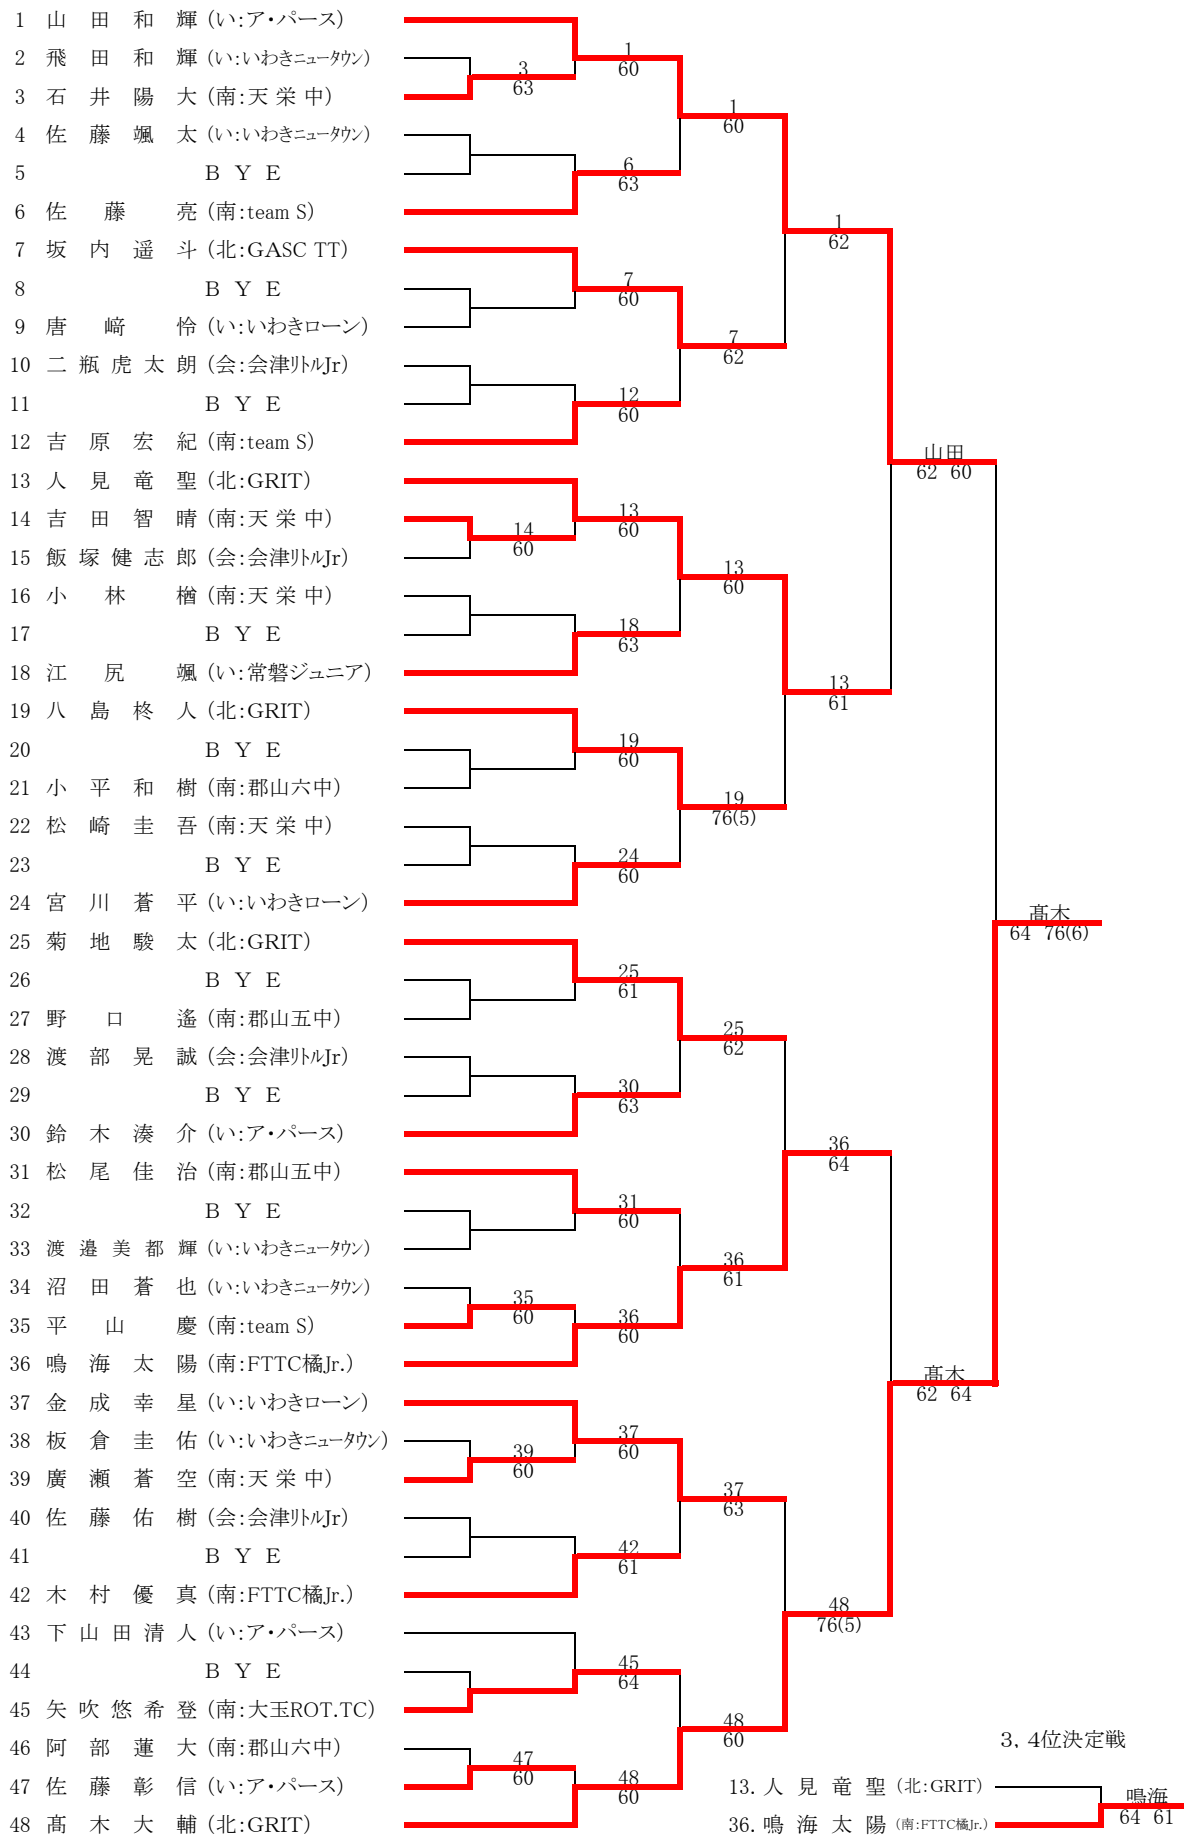 1 山田和輝 (い:ア・パース)
2 飛田和輝 (い:いわきニュータウン)
3 石井陽大 (南:天栄中)
4 佐藤颯太 (い:いわきニュータウン)
5 BYE
6 佐藤亮 (南:team S)
7 坂内遥斗 (北:GASC TT)
8 BYE
9 唐﨑怜 (い:いわきローン)
10 二瓶虎太朗 (会:会津リトルJr)
11 BYE
12 吉原宏紀 (南:team S)
13 人見竜聖 (北:GRIT)
14 吉田智晴 (南:天栄中)
15 飯塚健志郎 (会:会津リトルJr)
16 小林楢 (南:天栄中)
17 BYE
18 江尻颯 (い:常磐ジュニア)
19 八島柊人 (北:GRIT)
20 BYE
21 小平和樹 (南:郡山六中)
22 松崎圭吾 (南:天栄中)
23 BYE
24 宮川蒼平 (い:いわきローン)
25 菊地駿太 (北:GRIT)
26 BYE
27 野口遙 (南:郡山五中)
28 渡部晃誠 (会:会津リトルJr)
29 BYE
30 鈴木湊介 (い:ア・パース)
31 松尾佳治 (南:郡山五中)
32 BYE
33 渡邉美都輝 (い:いわきニュータウン)
34 沼田蒼也 (い:いわきニュータウン)
35 平山慶 (南:team S)
36 鳴海太陽 (南:FTTC橘Jr.)
37 金成幸星 (い:いわきローン)
38 板倉圭佑 (い:いわきニュータウン)
39 廣瀬蒼空 (南:天栄中)
40 佐藤佑樹 (会:会津リトルJr)
41 BYE
42 木村優真 (南:FTTC橘Jr.)
43 下山田清人 (い:ア・パース)
44 BYE
45 矢吹悠希登 (南:大玉ROT.TC)
46 阿部蓮大 (南:郡山六中)
47 佐藤彰信 (い:ア・パース)
48 髙木大輔 (北:GRIT)
3
63
14
60
35
60
39
60
47
60
1
60
6
63
7
60
12
60
13
60
18
63
19
60
24
60
25
61
30
63
31
60
36
60
37
60
42
61
45
64
48
60
1
60
7
62
13
60
19
76(5)
25
62
36
61
37
63
48
60
1
62
13
61
36
64
48
76(5)
山田
62 60
髙木
62 64
髙木
64 76(6)
3, 4位決定戦
13. 人見竜聖 (北:GRIT)
36. 鳴海太陽 (南:FTTC橘Jr.)
鳴海
64 61